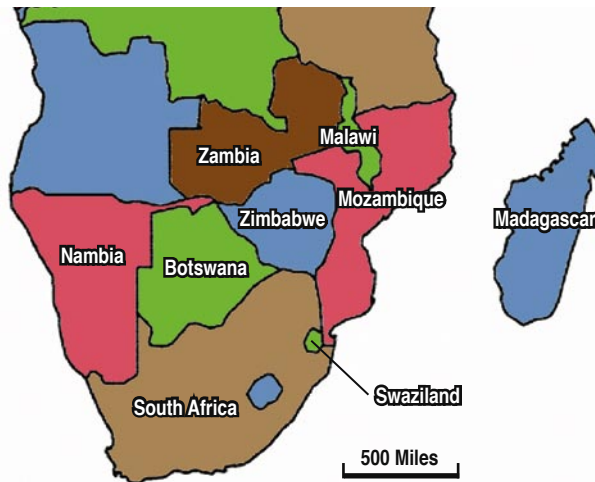 Malawi
Zambia
Mozambique
Zimbabwe
Madagascar
Nambia
Botswana
Swaziland
South Africa
500 Miles